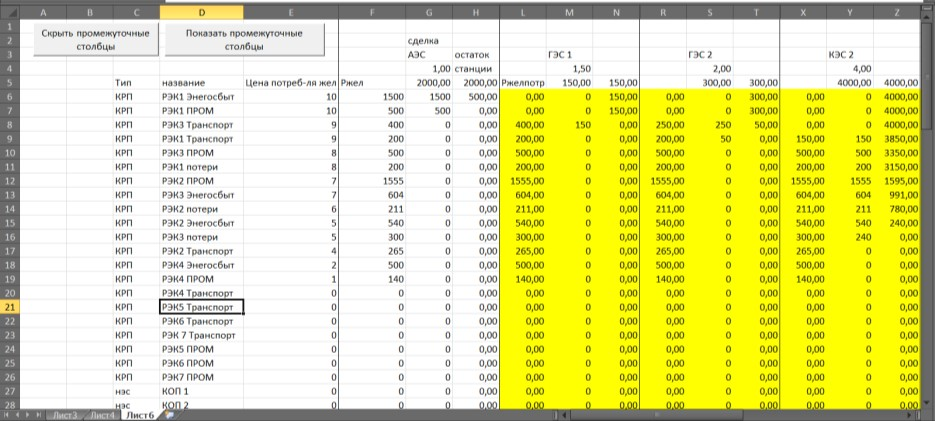 A B C D E F G H L M N R S T X Y Z
1 Скрыть промежуточные столбцы Показать промежуточные столбцы
2 сделка
3 АЭС остаток ГЭС 1 ГЭС 2 КЭС 2
4 1,00 станции 1,50 2,00 4,00
5 Тип название Цена потреб-ля жел Pжел 2000,00 2000,00 Pжелпотр 150,00 150,00 300,00 300,00 4000,00 4000,00
6 КРП РЭК1 Энегосбыт 10 1500 1500 500,00 0,00 0 150,00 0,00 0 300,00 0,00 0 4000,00
7 КРП РЭК1 ПРОМ 10 500 500 0,00 0,00 0 150,00 0,00 0 300,00 0,00 0 4000,00
8 КРП РЭК3 Транспорт 9 400 0 0,00 400,00 150 0,00 250,00 250 50,00 0,00 0 4000,00
9 КРП РЭК1 Транспорт 9 200 0 0,00 200,00 0 0,00 200,00 50 0,00 150,00 150 3850,00
10 КРП РЭК3 ПРОМ 8 500 0 0,00 500,00 0 0,00 500,00 0 0,00 500,00 500 3350,00
11 КРП РЭК1 потери 8 200 0 0,00 200,00 0 0,00 200,00 0 0,00 200,00 200 3150,00
12 КРП РЭК2 ПРОМ 7 1555 0 0,00 1555,00 0 0,00 1555,00 0 0,00 1555,00 1555 1595,00
13 КРП РЭК3 Энегосбыт 7 604 0 0,00 604,00 0 0,00 604,00 0 0,00 604,00 604 991,00
14 КРП РЭК2 потери 6 211 0 0,00 211,00 0 0,00 211,00 0 0,00 211,00 211 780,00
15 КРП РЭК2 Энегосбыт 5 540 0 0,00 540,00 0 0,00 540,00 0 0,00 540,00 540 240,00
16 КРП РЭК3 потери 5 300 0 0,00 300,00 0 0,00 300,00 0 0,00 300,00 240 0,00
17 КРП РЭК2 Транспорт 4 265 0 0,00 265,00 0 0,00 265,00 0 0,00 265,00 0 0,00
18 КРП РЭК4 Энегосбыт 2 500 0 0,00 500,00 0 0,00 500,00 0 0,00 500,00 0 0,00
19 КРП РЭК4 ПРОМ 1 140 0 0,00 140,00 0 0,00 140,00 0 0,00 140,00 0 0,00
20 КРП РЭК4 Транспорт 0 0 0 0,00 0,00 0 0,00 0,00 0 0,00 0,00 0 0,00
21 КРП РЭК5 Транспорт 0 0 0 0,00 0,00 0 0,00 0,00 0 0,00 0,00 0 0,00
22 КРП РЭК6 Транспорт 0 0 0 0,00 0,00 0 0,00 0,00 0 0,00 0,00 0 0,00
23 КРП РЭК 7 Транспорт 0 0 0 0,00 0,00 0 0,00 0,00 0 0,00 0,00 0 0,00
24 КРП РЭК5 ПРОМ 0 0 0 0,00 0,00 0 0,00 0,00 0 0,00 0,00 0 0,00
25 КРП РЭК6 ПРОМ 0 0 0 0,00 0,00 0 0,00 0,00 0 0,00 0,00 0 0,00
26 КРП РЭК7 ПРОМ 0 0 0 0,00 0,00 0 0,00 0,00 0 0,00 0,00 0 0,00
27 нэс КОП 1 0 0 0 0,00 0,00 0 0,00 0,00 0 0,00 0,00 0 0,00
28 нэс КОП 2 0 0 0 0,00 0,00 0 0,00 0,00 0 0,00 0,00 0 0,00
Лист3 Лист4 Лист6